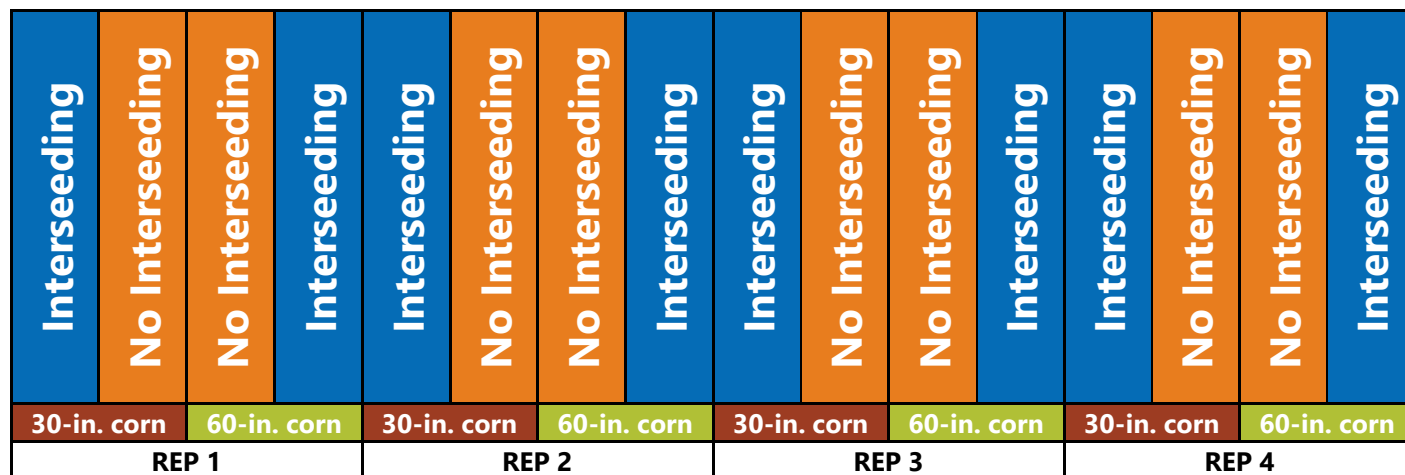 Interseeding
No Interseeding
No Interseeding
Interseeding
Interseeding
No Interseeding
No Interseeding
Interseeding
Interseeding
No Interseeding
No Interseeding
Interseeding
Interseeding
No Interseeding
No Interseeding
Interseeding
30-in. corn 60-in. corn 30-in. corn 60-in. corn 30-in. corn 60-in. corn 30-in. corn 60-in. corn
REP 1 REP 2 REP 3 REP 4